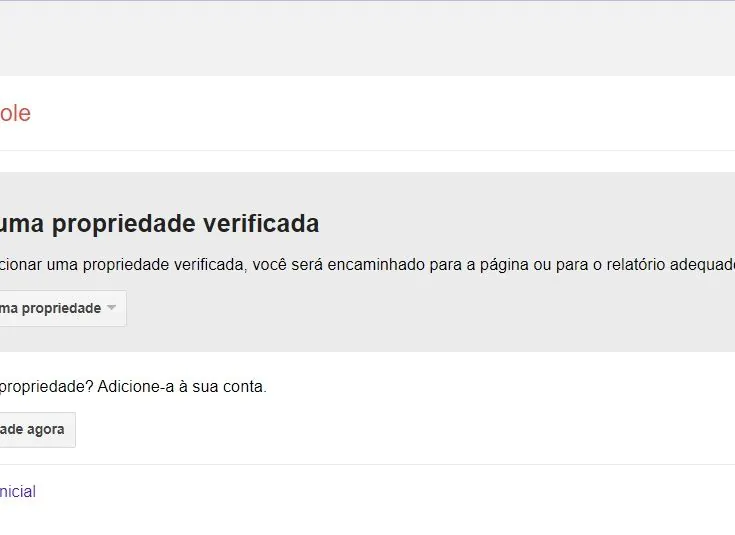 ole
uma propriedade verificada
cionar uma propriedade verificada, você será encaminhado para a página ou para o relatório adequad
ma propriedade
propriedade? Adicione-a à sua conta.
ade agora
nicial